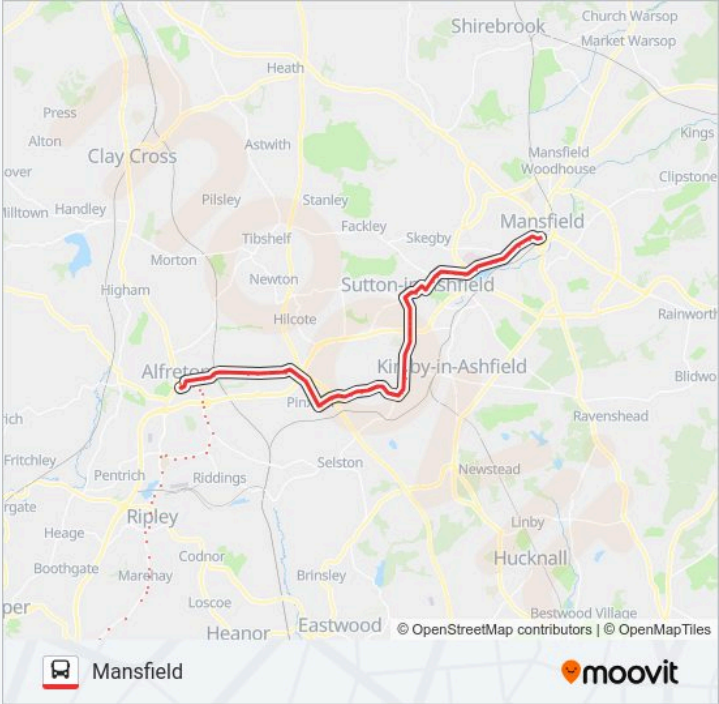 Church Warsop
Shirebrook
Market Warsop
Heath
Press
Kings
Alton
Astwith
Clay Cross
Mansfield
Woodhouse
over
Clipstone
Pilsley
Stanley
Milltown
Handley
Mansfield
Fackley
Skegby
Tibshelf
Morton
Newton
Sutton-in-Ashfield
Higham
Rainworth
Hilcote
Alfreton
Kirkby-in-Ashfield
Blidwo
Pinx
rich
Ravenshead
Fritchley
Selston
Newstead
Pentrich
Riddings
rgate
Ripley
Linby
Heage
Codnor
Hucknall
Boothgate
Marehay
Brinsley
Loscoe
per
Bestwood Village
Heanor
Eastwood
© OpenStreetMap contributors | © OpenMapTiles
Mansfield
moovit